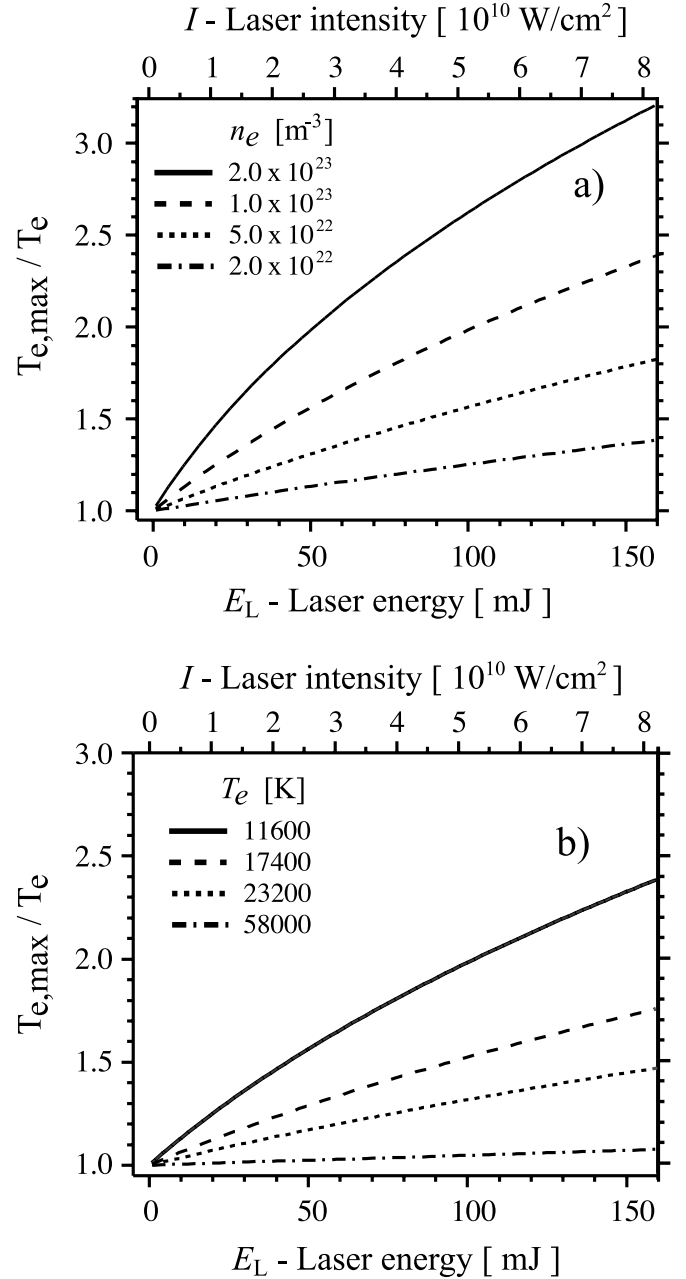 I - Laser intensity [ 10¹⁰ W/cm² ]
0 1 2 3 4 5 6 7 8
nₑ [m⁻³]
2.0 x 10²³
1.0 x 10²³
5.0 x 10²²
2.0 x 10²²
a)
3.0
2.5
2.0
1.5
1.0
Tₑ,ₘₐₓ / Tₑ
0 50 100 150
E_L - Laser energy [ mJ ]
I - Laser intensity [ 10¹⁰ W/cm² ]
0 1 2 3 4 5 6 7 8
Tₑ [K]
11600
17400
23200
58000
b)
3.0
2.5
2.0
1.5
1.0
Tₑ,ₘₐₓ / Tₑ
0 50 100 150
E_L - Laser energy [ mJ ]